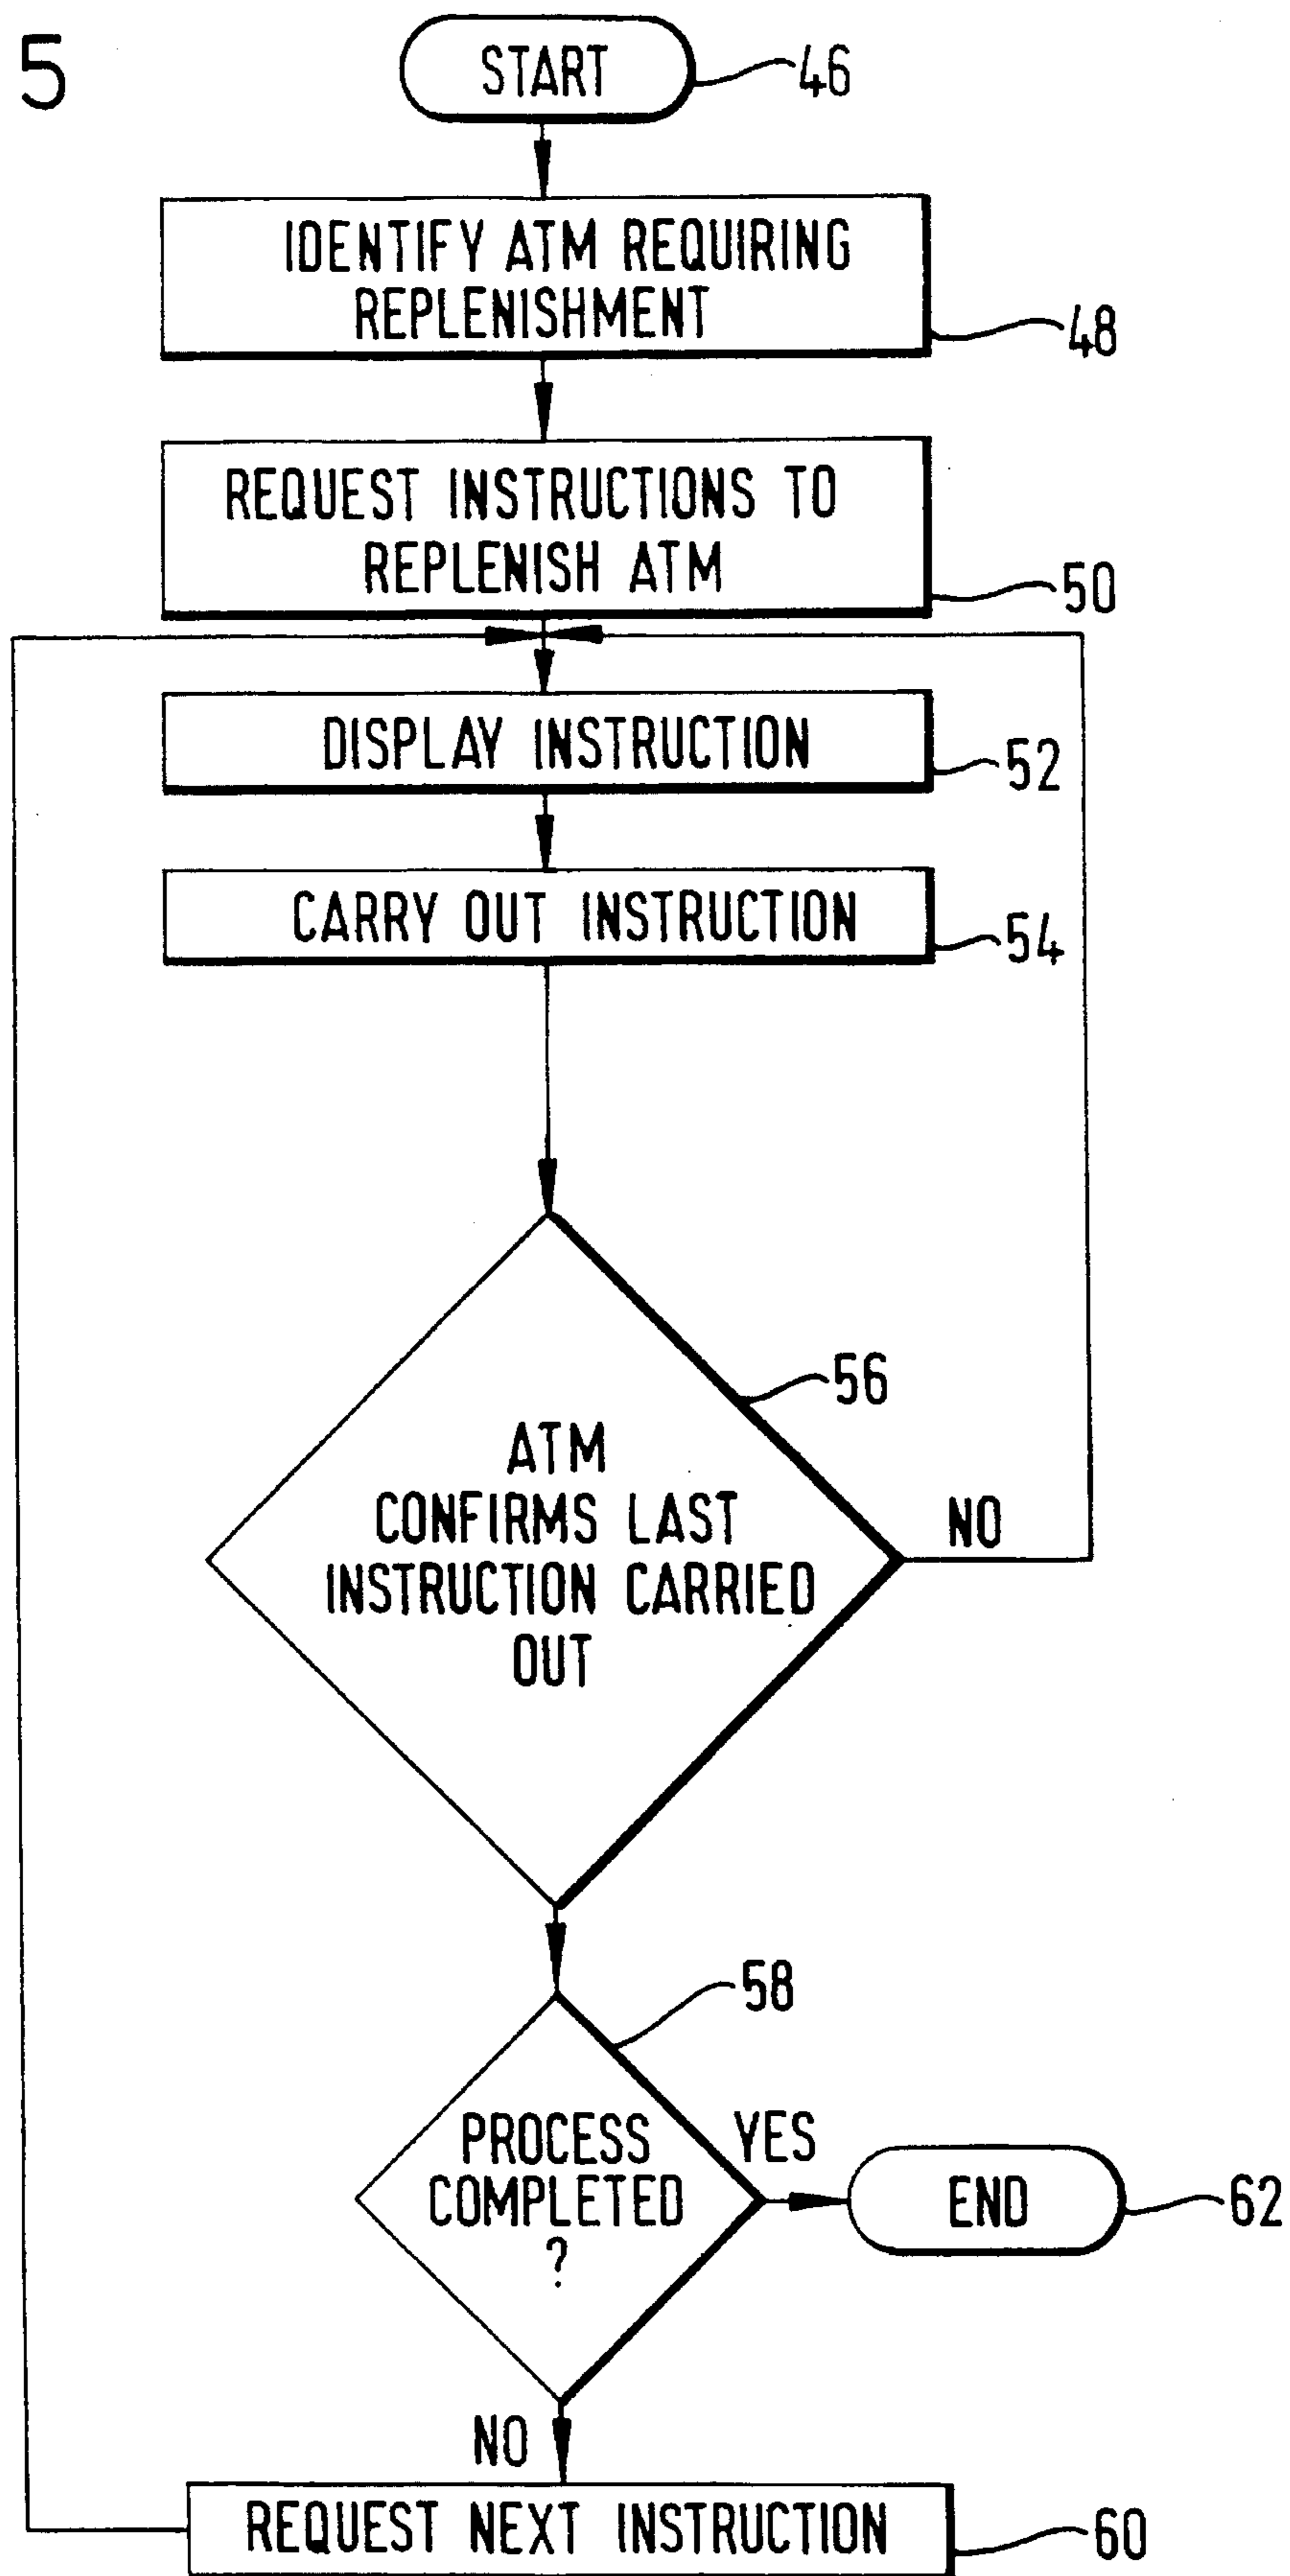 5
START
46
IDENTIFY ATM REQUIRING
REPLENISHMENT
48
REQUEST INSTRUCTIONS TO
REPLENISH ATM
50
DISPLAY INSTRUCTION
52
CARRY OUT INSTRUCTION
54
56
ATM
CONFIRMS LAST
INSTRUCTION CARRIED
OUT
NO
58
PROCESS
COMPLETED
?
YES
END
62
NO
REQUEST NEXT INSTRUCTION
60